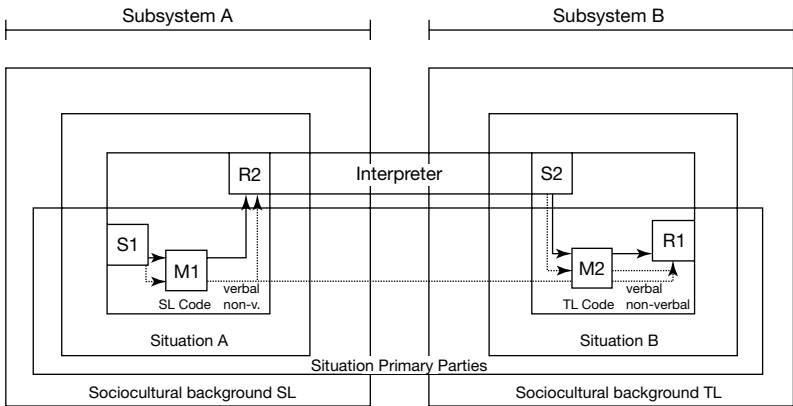 Subsystem A
Subsystem B
R2
Interpreter
S2
S1
R1
M1
M2
verbal
non-v.
SL Code
verbal
non-verbal
TL Code
Situation A
Situation B
Situation Primary Parties
Sociocultural background SL
Sociocultural background TL